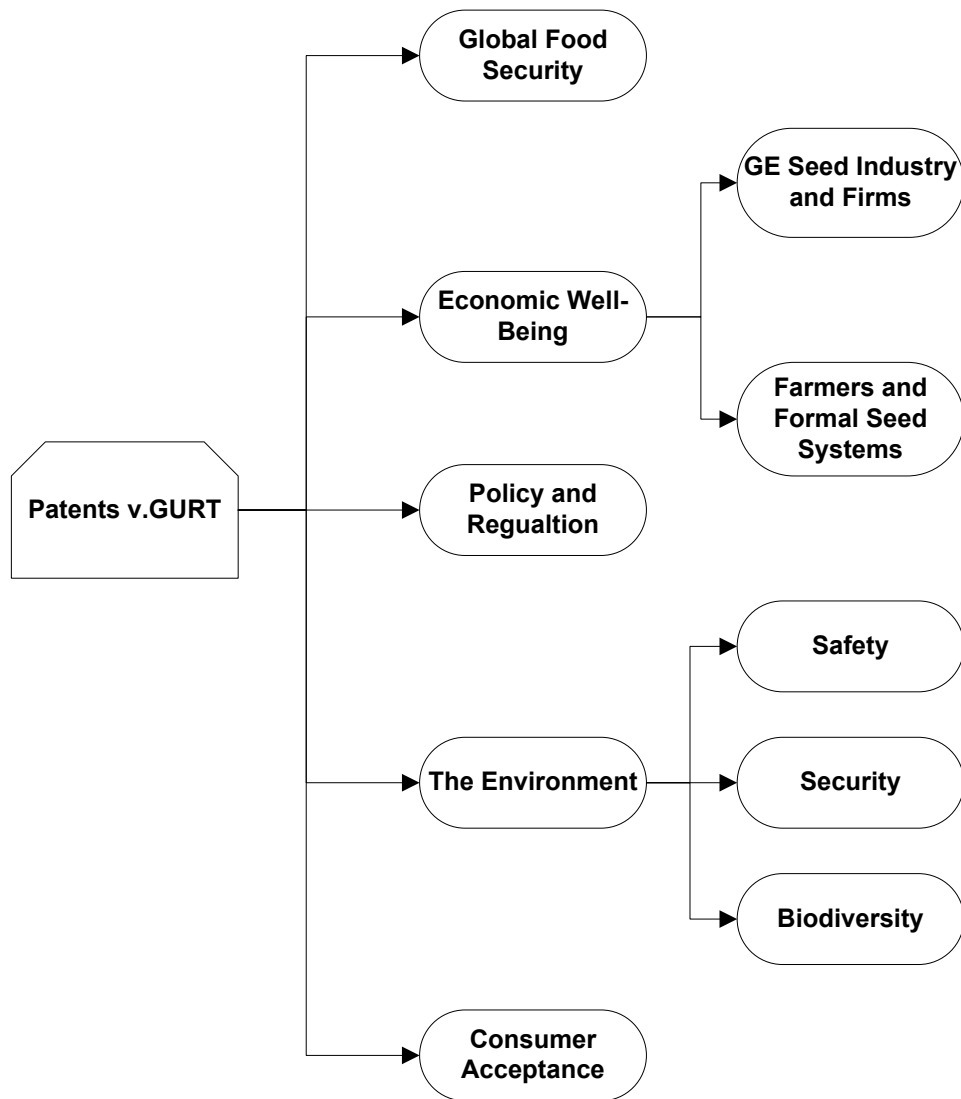 Global Food
Security
GE Seed Industry
and Firms
Economic Well-
Being
Farmers and
Formal Seed
Systems
Patents v.GURT
Policy and
Regualtion
Safety
The Environment
Security
Biodiversity
Consumer
Acceptance